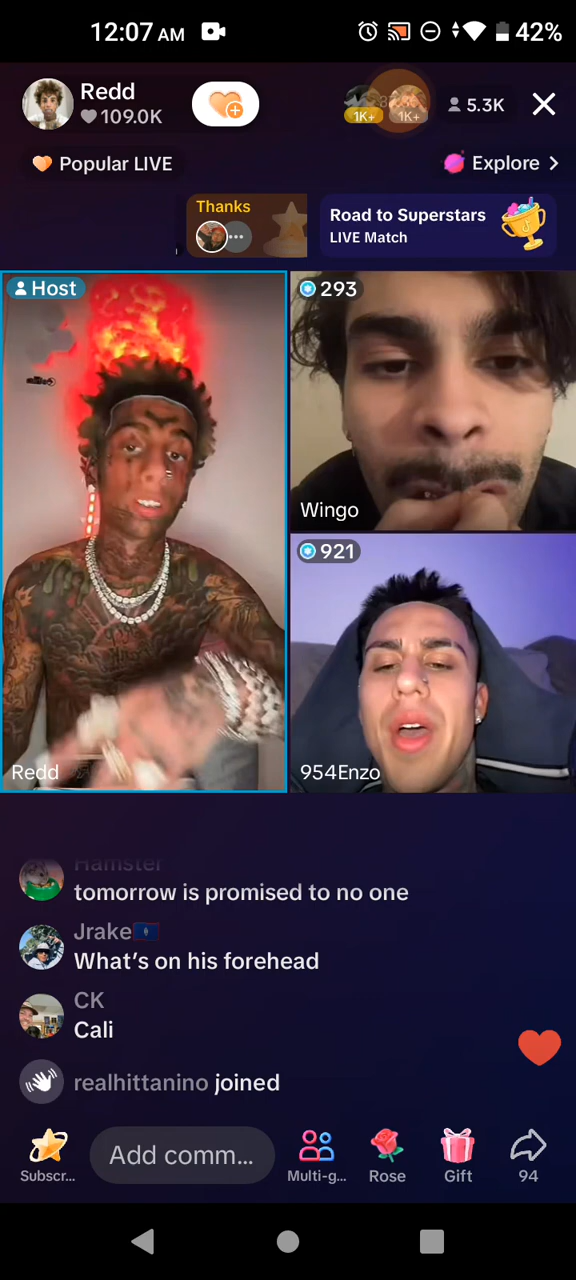 12:07 AM
42%
Redd
109.0K
1K+
1K+
5.3K
Popular LIVE
Explore
Thanks
Road to Superstars
LIVE Match
Host
293
Wingo
921
Redd
954Enzo
Hamster
tomorrow is promised to no one
Jrake
What's on his forehead
CK
Cali
realhittanino joined
Subscr...
Add comm...
Multi-g...
Rose
Gift
94